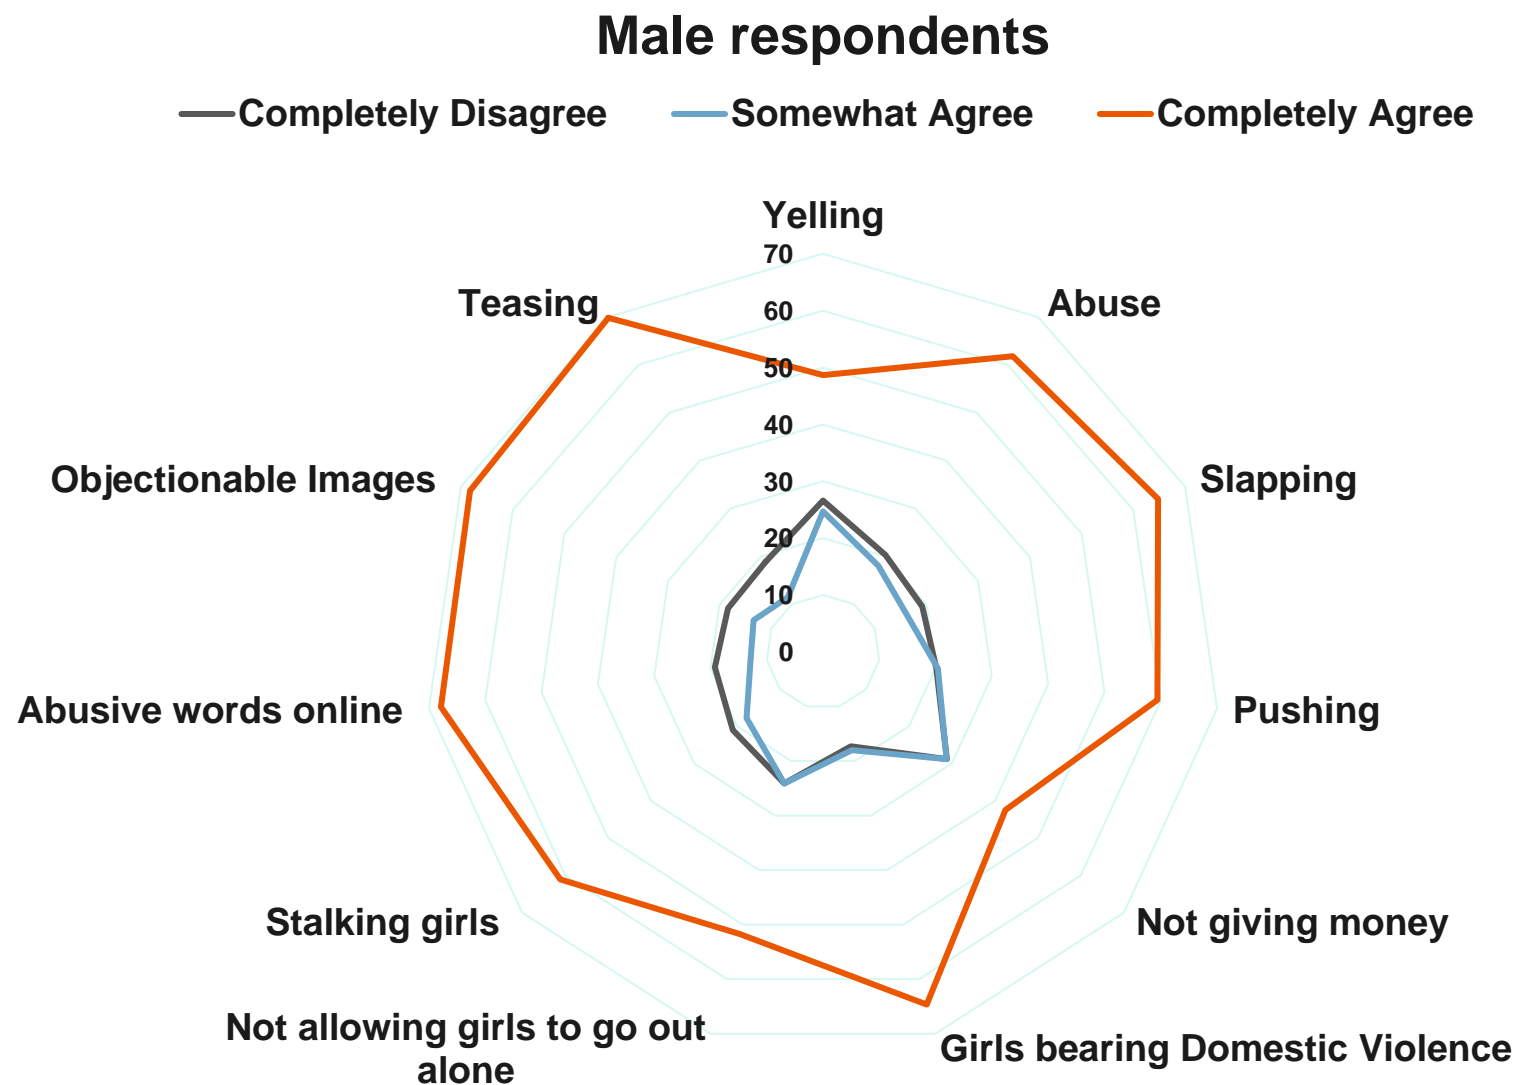 Male respondents
Completely Disagree
Somewhat Agree
Completely Agree
Yelling
70
Teasing
Abuse
60
50
40
Objectionable Images
Slapping
30
20
10
0
Abusive words online
Pushing
Stalking girls
Not giving money
Not allowing girls to go out
alone
Girls bearing Domestic Violence